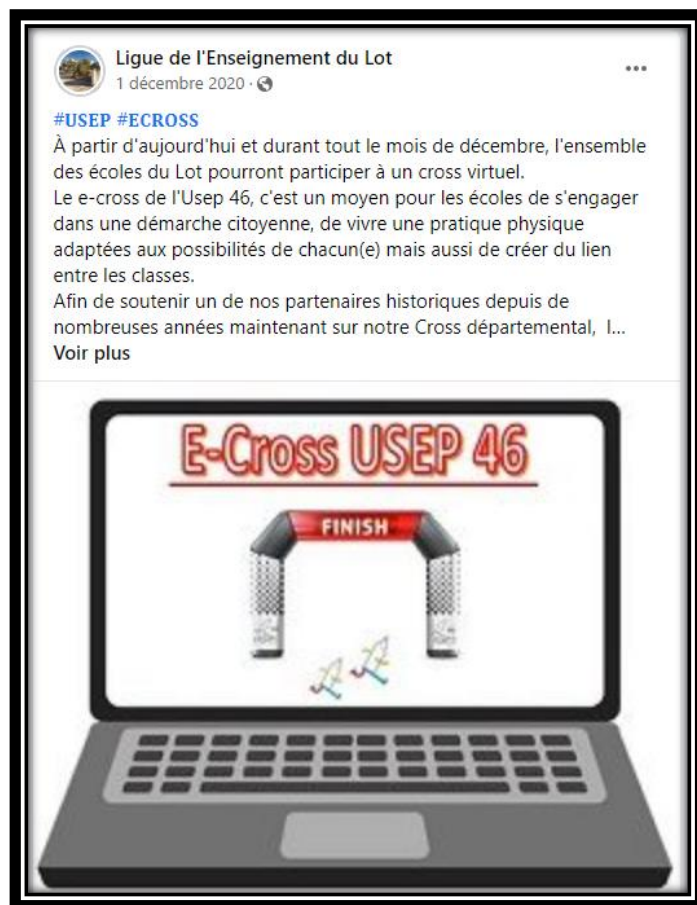 Ligue de l'Enseignement du Lot
1 décembre 2020 ·
#USEP #ECROSS
À partir d'aujourd'hui et durant tout le mois de décembre, l'ensemble
des écoles du Lot pourront participer à un cross virtuel.
Le e-cross de l'Usep 46, c'est un moyen pour les écoles de s'engager
dans une démarche citoyenne, de vivre une pratique physique
adaptées aux possibilités de chacun(e) mais aussi de créer du lien
entre les classes.
Afin de soutenir un de nos partenaires historiques depuis de
nombreuses années maintenant sur notre Cross départemental, l...
Voir plus
E-Cross USEP 46
FINISH